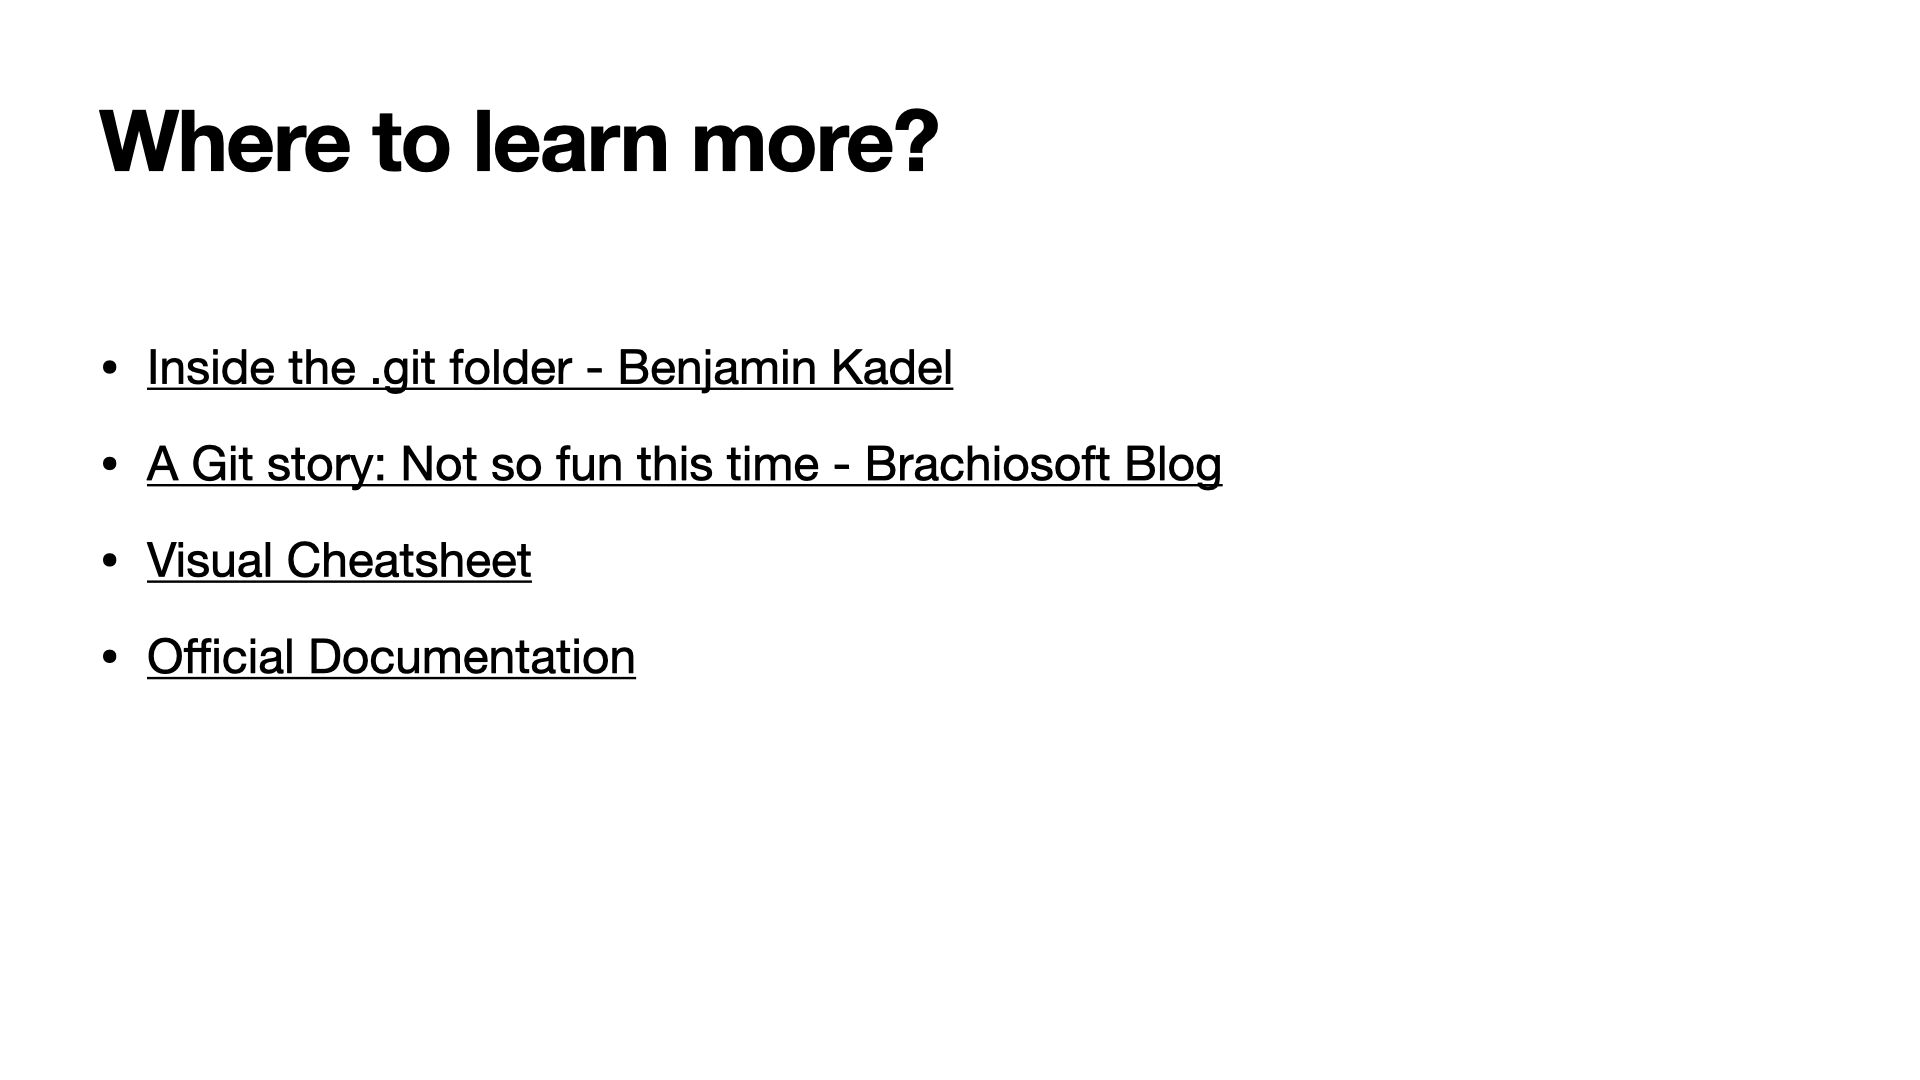 Where to learn more?
• Inside the .git folder - Benjamin Kadel
• A Git story: Not so fun this time - Brachiosoft Blog
• Visual Cheatsheet
• Official Documentation